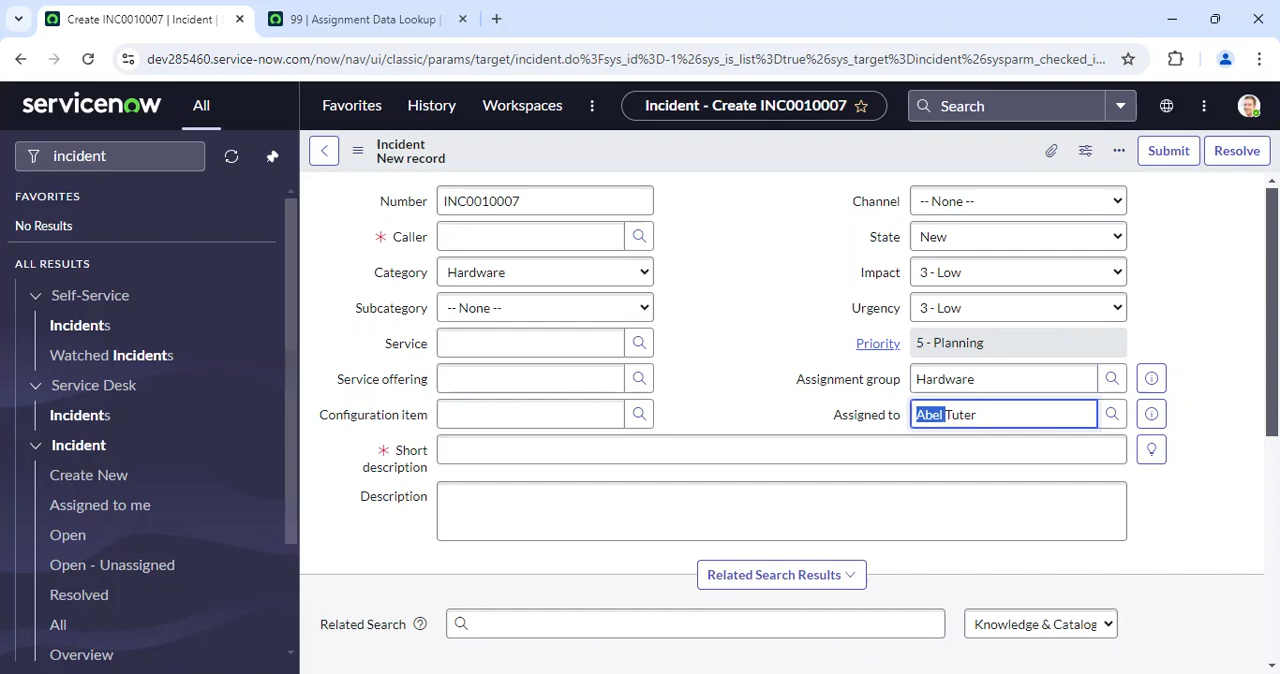 Create INC0010007 | Incident | S
99 | Assignment Data Lookup |
dev285460.service-now.com/now/nav/ui/classic/params/target/incident.do%3Fsys_id%3D-1%26sys_is_list%3Dtrue%26sys_target%3Dincident%26sysparm_checked_i...
servicenow All Favorites History Workspaces Incident - Create INC0010007 Search
incident
FAVORITES
No Results
ALL RESULTS
Self-Service
Incidents
Watched Incidents
Service Desk
Incidents
Incident
Create New
Assigned to me
Open
Open - Unassigned
Resolved
All
Overview
Incident
New record
Submit Resolve
Number INC0010007
Caller
Category Hardware
Subcategory -- None --
Service
Service offering
Configuration item
Channel -- None --
State New
Impact 3 - Low
Urgency 3 - Low
Priority 5 - Planning
Assignment group Hardware
Assigned to Abel Tuter
Short
description
Description
Related Search Results
Related Search Knowledge & Catalog